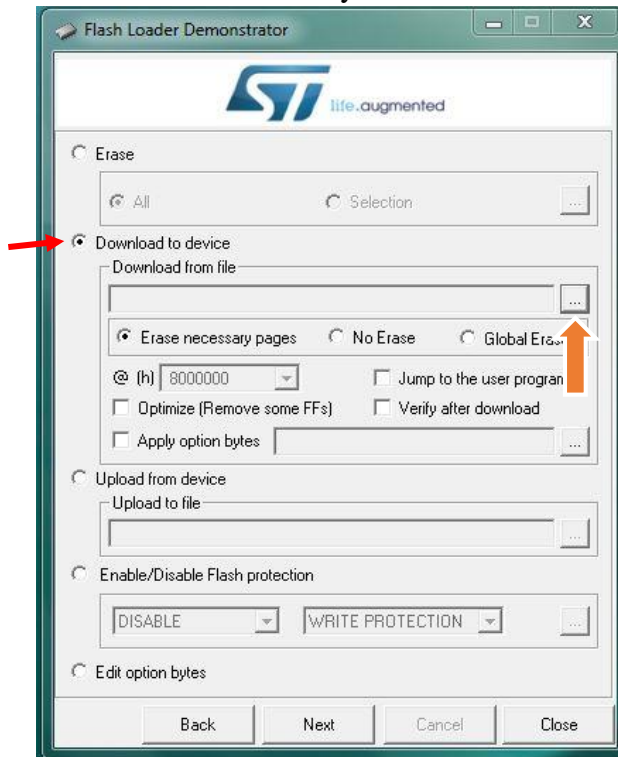 Flash Loader Demonstrator
ST life.augmented
Erase
All Selection ...
Download to device
Download from file
...
Erase necessary pages No Erase Global
@ (h) 8000000 Jump to the user
Optimize (Remove some FFs) Verify after download
Apply option bytes ...
Upload from device
Upload to file
...
Enable/Disable Flash protection
DISABLE WRITE PROTECTION ...
Edit option bytes
Back Next Cancel Close